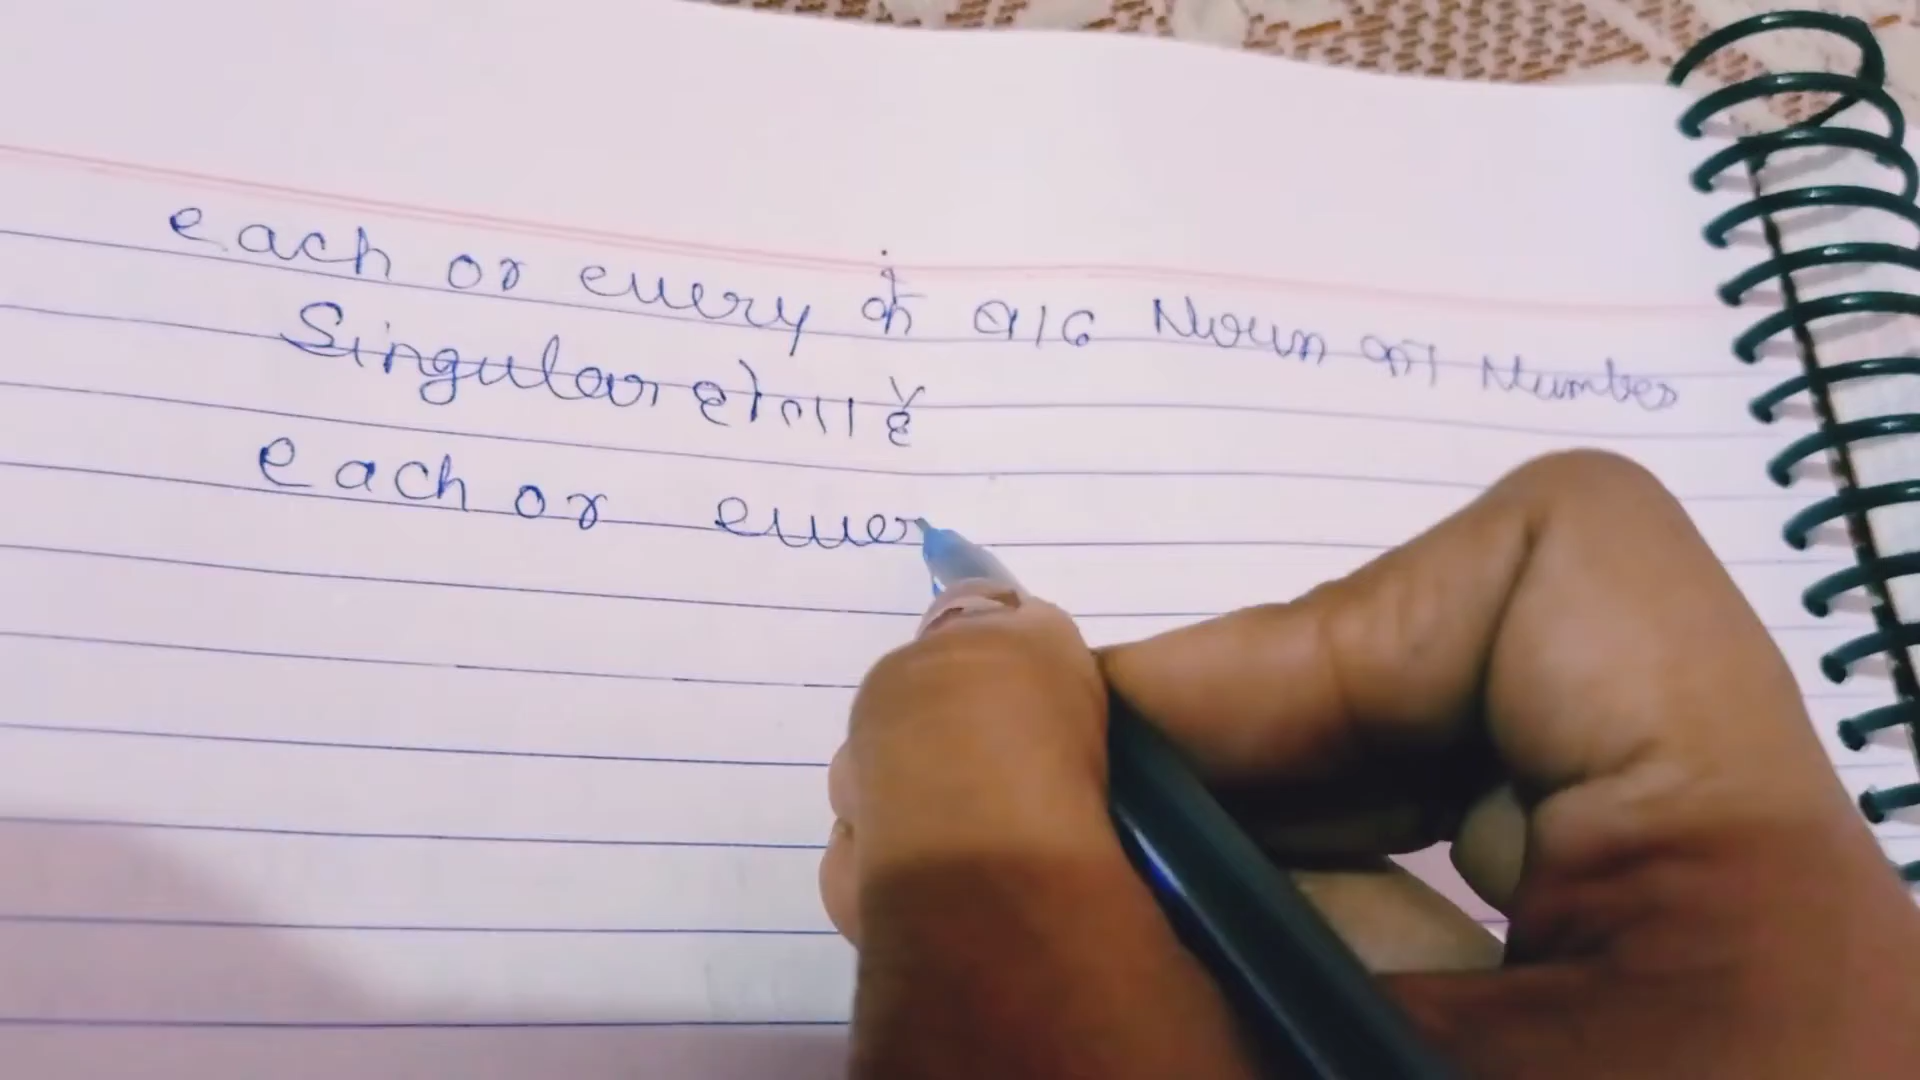 each or every के बाद Noun का Number
Singular होता है
each or ever